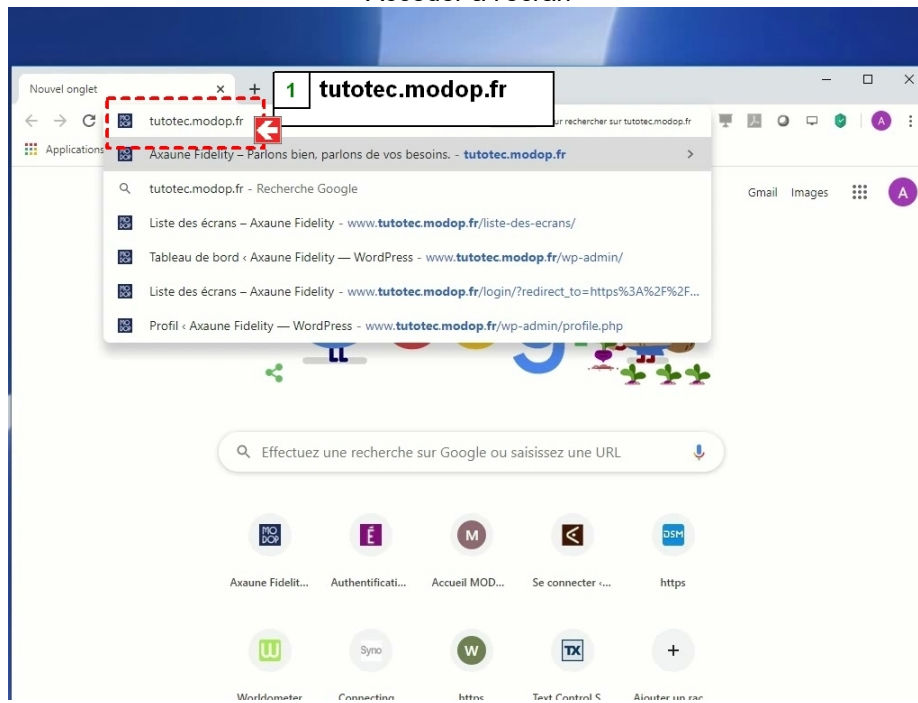 Accéder à l'écran
Nouvel onglet
1 tutotec.modop.fr
tutotec.modop.fr
ur rechercher sur tutotec.modop.fr
A
Applications
Axaune Fidelity – Parlons bien, parlons de vos besoins. - tutotec.modop.fr
tutotec.modop.fr - Recherche Google
Gmail Images
A
Liste des écrans – Axaune Fidelity - www.tutotec.modop.fr/liste-des-ecrans/
Tableau de bord ‹ Axaune Fidelity — WordPress - www.tutotec.modop.fr/wp-admin/
Liste des écrans – Axaune Fidelity - www.tutotec.modop.fr/login/?redirect_to=https%3A%2F%2F...
Profil ‹ Axaune Fidelity — WordPress - www.tutotec.modop.fr/wp-admin/profile.php
Effectuez une recherche sur Google ou saisissez une URL
MO DOP É M DSM
Axaune Fidelit... Authentificati... Accueil MOD... Se connecter ‹... https
Syno W TX +
Worldometer Connecting... https Text Control S... Ajouter un rac...